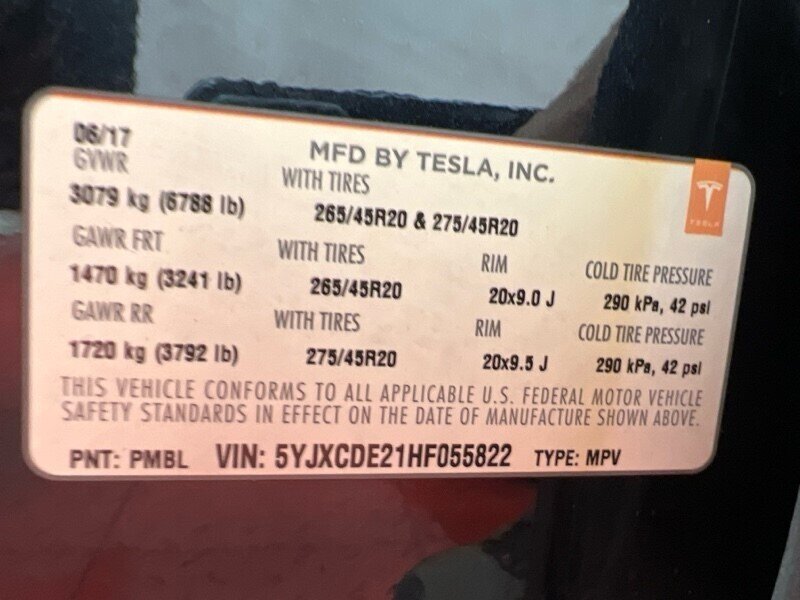 06/17
MFD BY TESLA, INC.
GVWR WITH TIRES
3079 kg (6788 lb) 265/45R20 & 275/45R20
TESLA
GAWR FRT WITH TIRES RIM COLD TIRE PRESSURE
1470 kg (3241 lb) 265/45R20 20x9.0 J 290 kPa, 42 psi
GAWR RR WITH TIRES RIM COLD TIRE PRESSURE
1720 kg (3792 lb) 275/45R20 20x9.5 J 290 kPa, 42 psi
THIS VEHICLE CONFORMS TO ALL APPLICABLE U.S. FEDERAL MOTOR VEHICLE
SAFETY STANDARDS IN EFFECT ON THE DATE OF MANUFACTURE SHOWN ABOVE.
PNT: PMBL VIN: 5YJXCDE21HF055822 TYPE: MPV